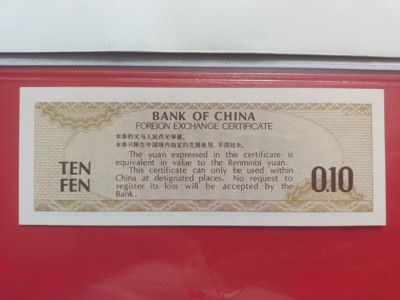 BANK OF CHINA
FOREIGN EXCHANGE CERTIFICATE
本券的元与人民币元等值。
本券只限在中国境内指定的范围使用，不得挂失。
The yuan expressed in this certificate is
equivalent in value to the Renminbi yuan.
This certificate can only be used within
China at designated places. No request to
register its loss will be accepted by the
Bank.
TEN
FEN
0.10